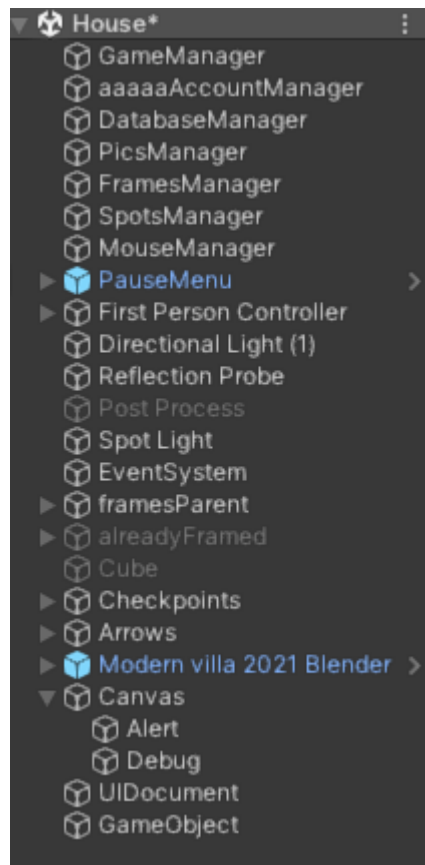 House*
GameManager
aaaaaAccountManager
DatabaseManager
PicsManager
FramesManager
SpotsManager
MouseManager
PauseMenu
First Person Controller
Directional Light (1)
Reflection Probe
Post Process
Spot Light
EventSystem
framesParent
alreadyFramed
Cube
Checkpoints
Arrows
Modern villa 2021 Blender
Canvas
Alert
Debug
UIDocument
GameObject